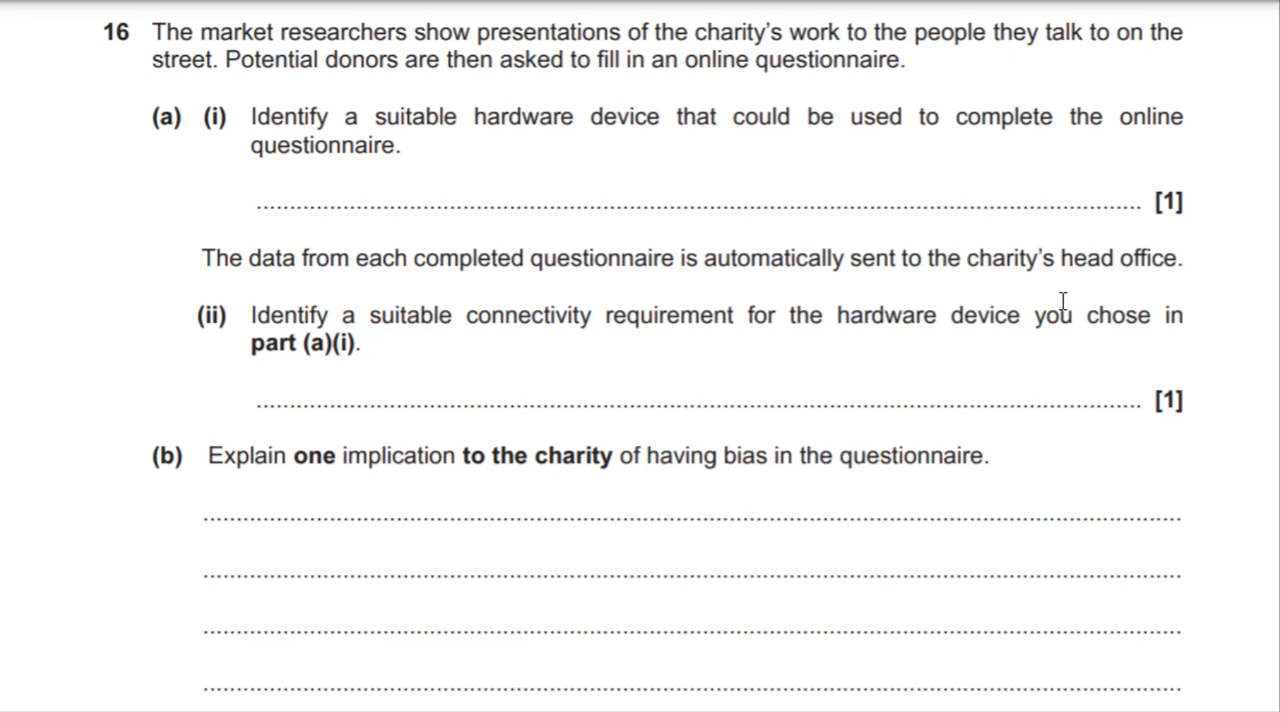 16 The market researchers show presentations of the charity's work to the people they talk to on the
street. Potential donors are then asked to fill in an online questionnaire.
(a) (i) Identify a suitable hardware device that could be used to complete the online
questionnaire.
[1]
The data from each completed questionnaire is automatically sent to the charity's head office.
(ii) Identify a suitable connectivity requirement for the hardware device you chose in
part (a)(i).
[1]
(b) Explain one implication to the charity of having bias in the questionnaire.